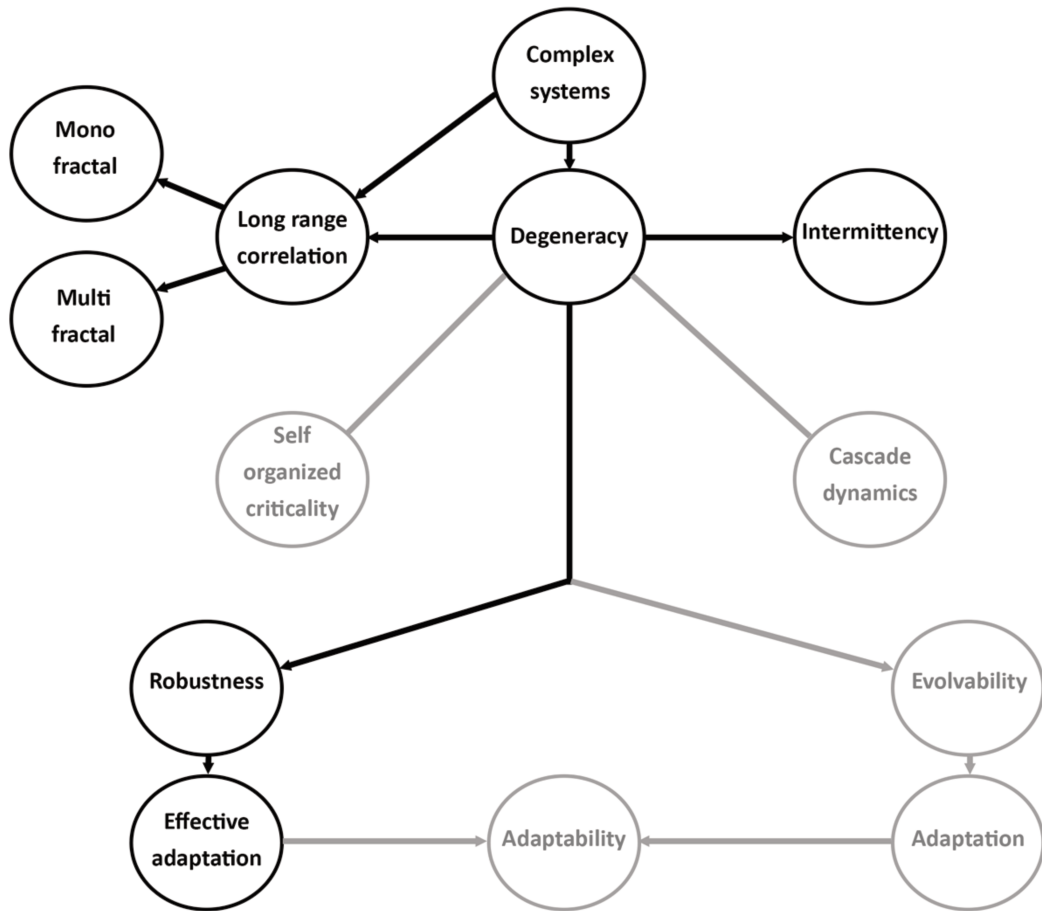 Complex
systems
Mono
fractal
Long range
correlation
Degeneracy
Intermittency
Multi
fractal
Self
organized
criticality
Cascade
dynamics
Robustness
Evolvability
Effective
adaptation
Adaptability
Adaptation